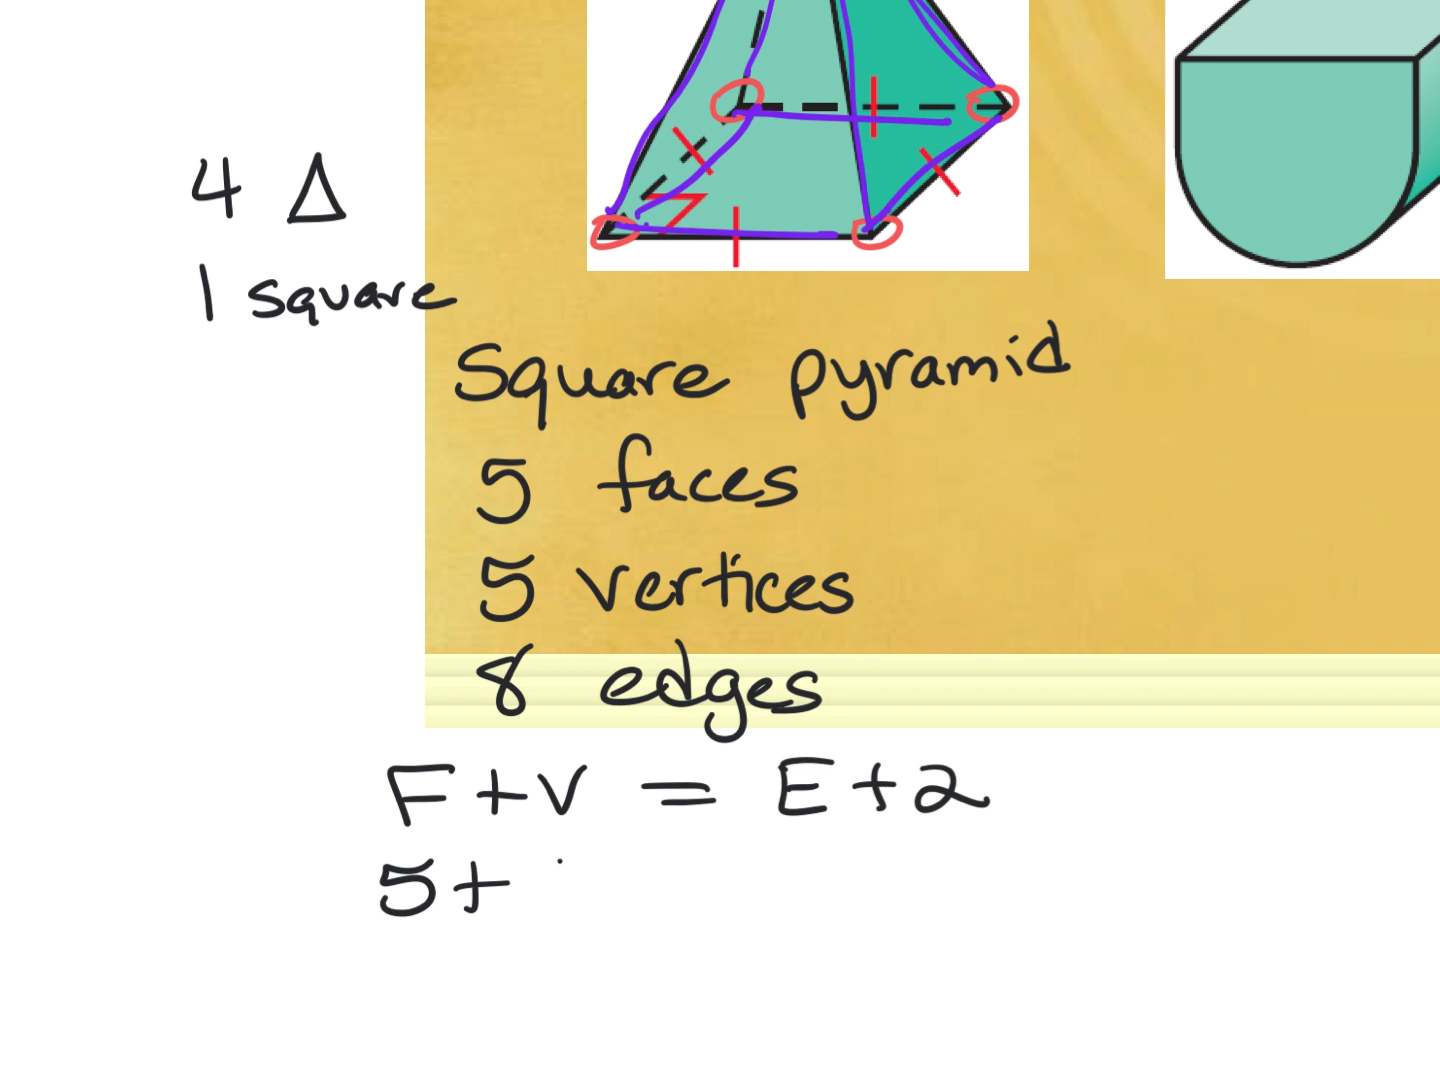 4 Δ
1 square
Square pyramid
5 faces
5 vertices
8 edges
F+V = E+2
5+